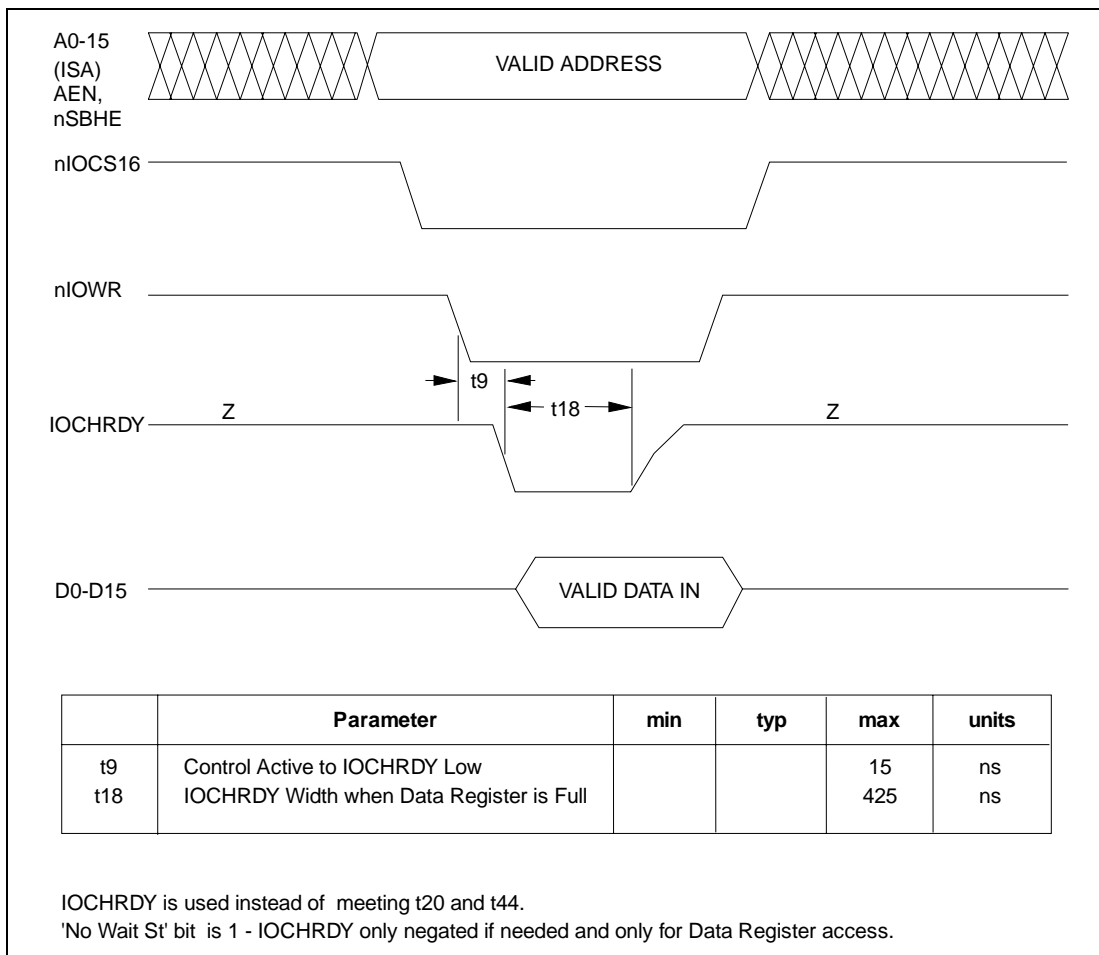 A0-15
(ISA)
AEN,
nSBHE
VALID ADDRESS
nIOCS16
nIOWR
t9
t18
Z
Z
IOCHRDY
D0-D15
VALID DATA IN
Parameter min typ max units
t9 Control Active to IOCHRDY Low 15 ns
t18 IOCHRDY Width when Data Register is Full 425 ns
IOCHRDY is used instead of meeting t20 and t44.
'No Wait St' bit is 1 - IOCHRDY only negated if needed and only for Data Register access.